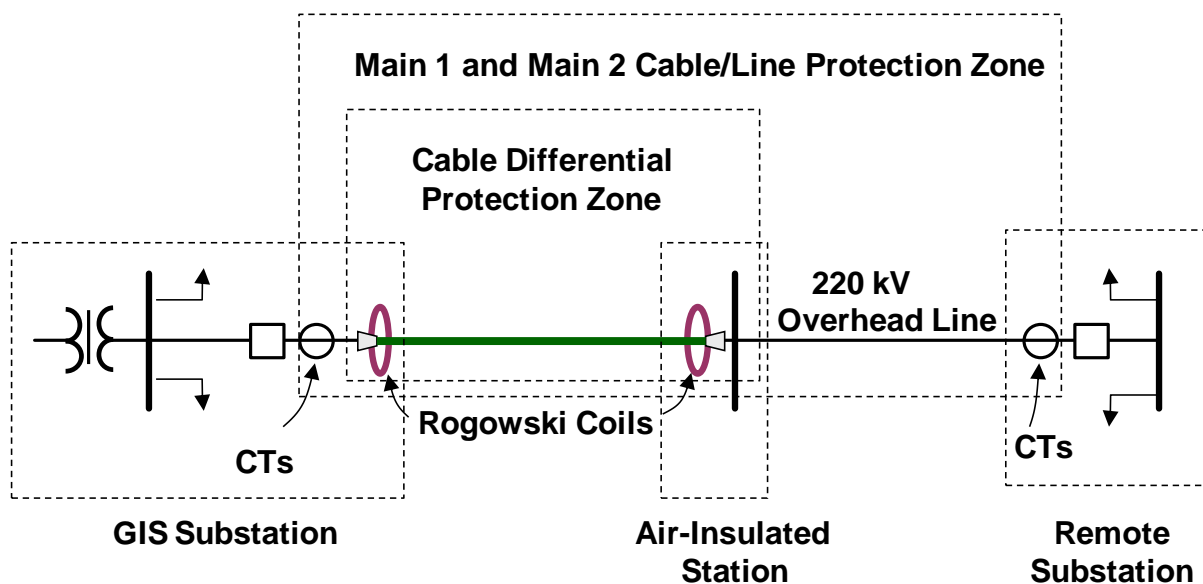 Main 1 and Main 2 Cable/Line Protection Zone
Cable Differential
Protection Zone
220 kV
Overhead Line
Rogowski Coils
CTs
CTs
GIS Substation
Air-Insulated
Station
Remote
Substation